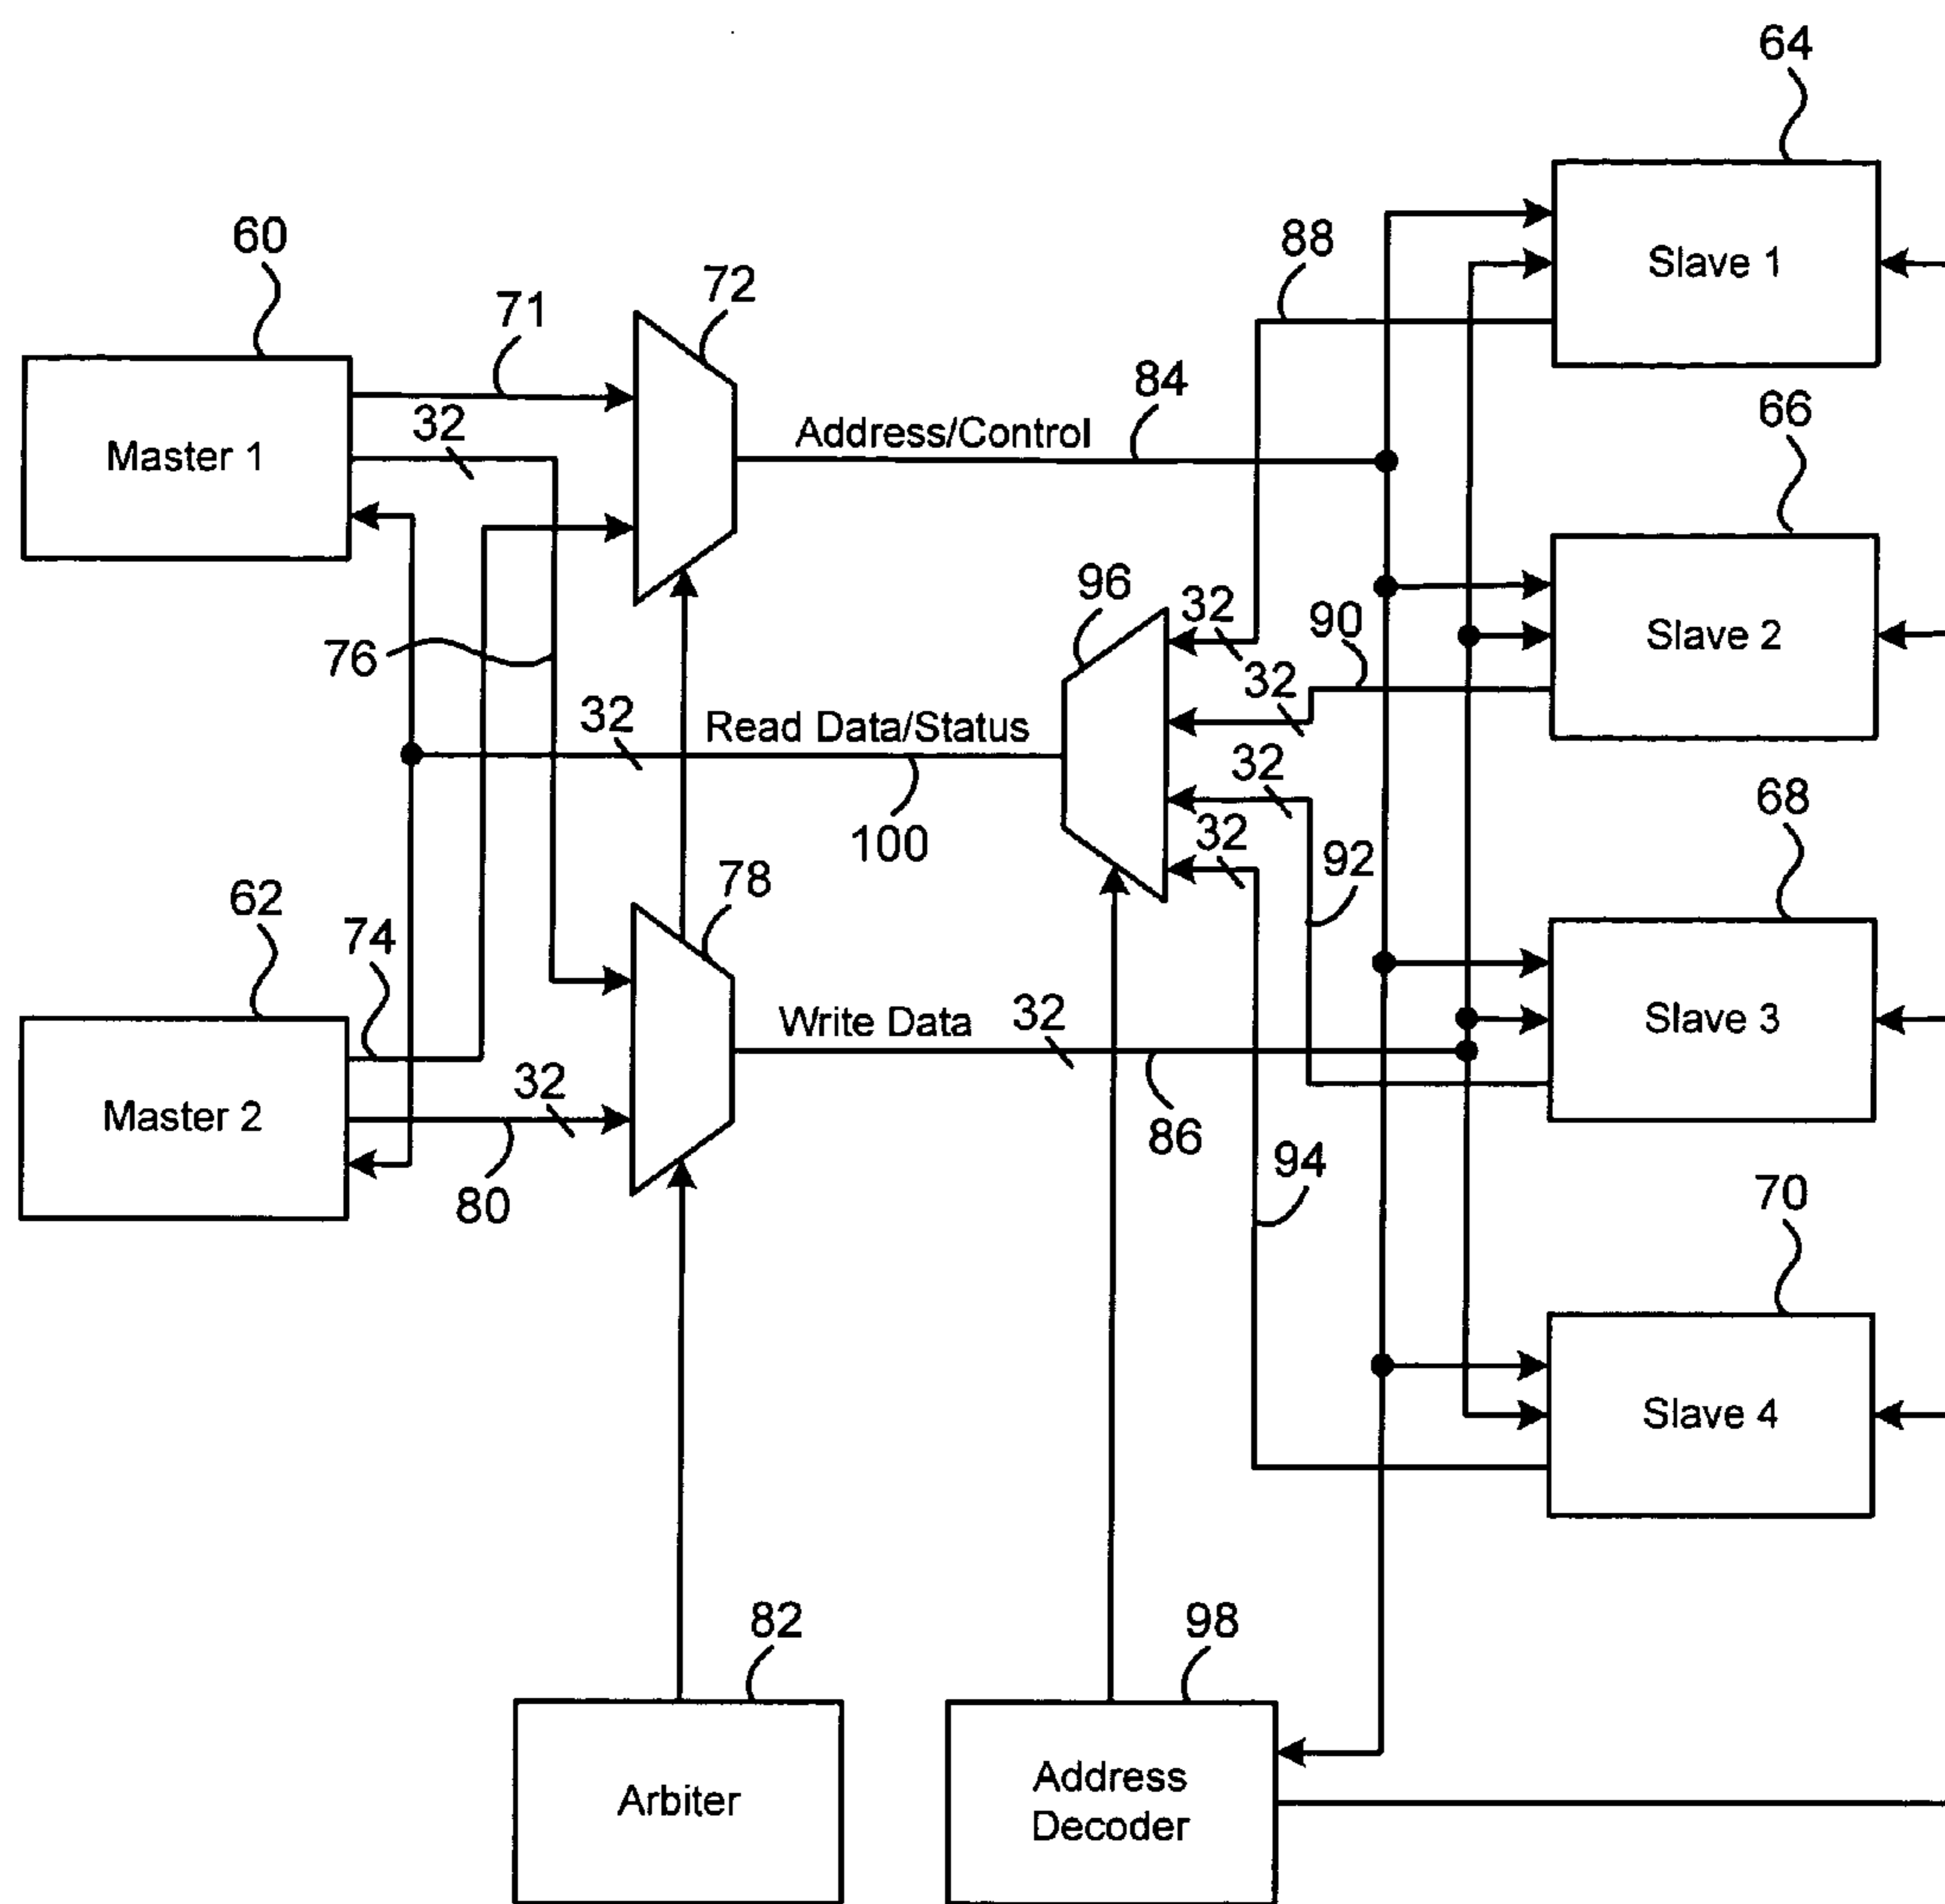 64
60
88
72
71
Slave 1
84
32
66
Address/Control
Master 1
96
32
90
76
Slave 2
32
32
Read Data/Status
32
68
100
32
92
78
62
74
Write Data
32
Slave 3
32
Master 2
86
94
80
70
Slave 4
82
98
Address
Arbiter
Decoder